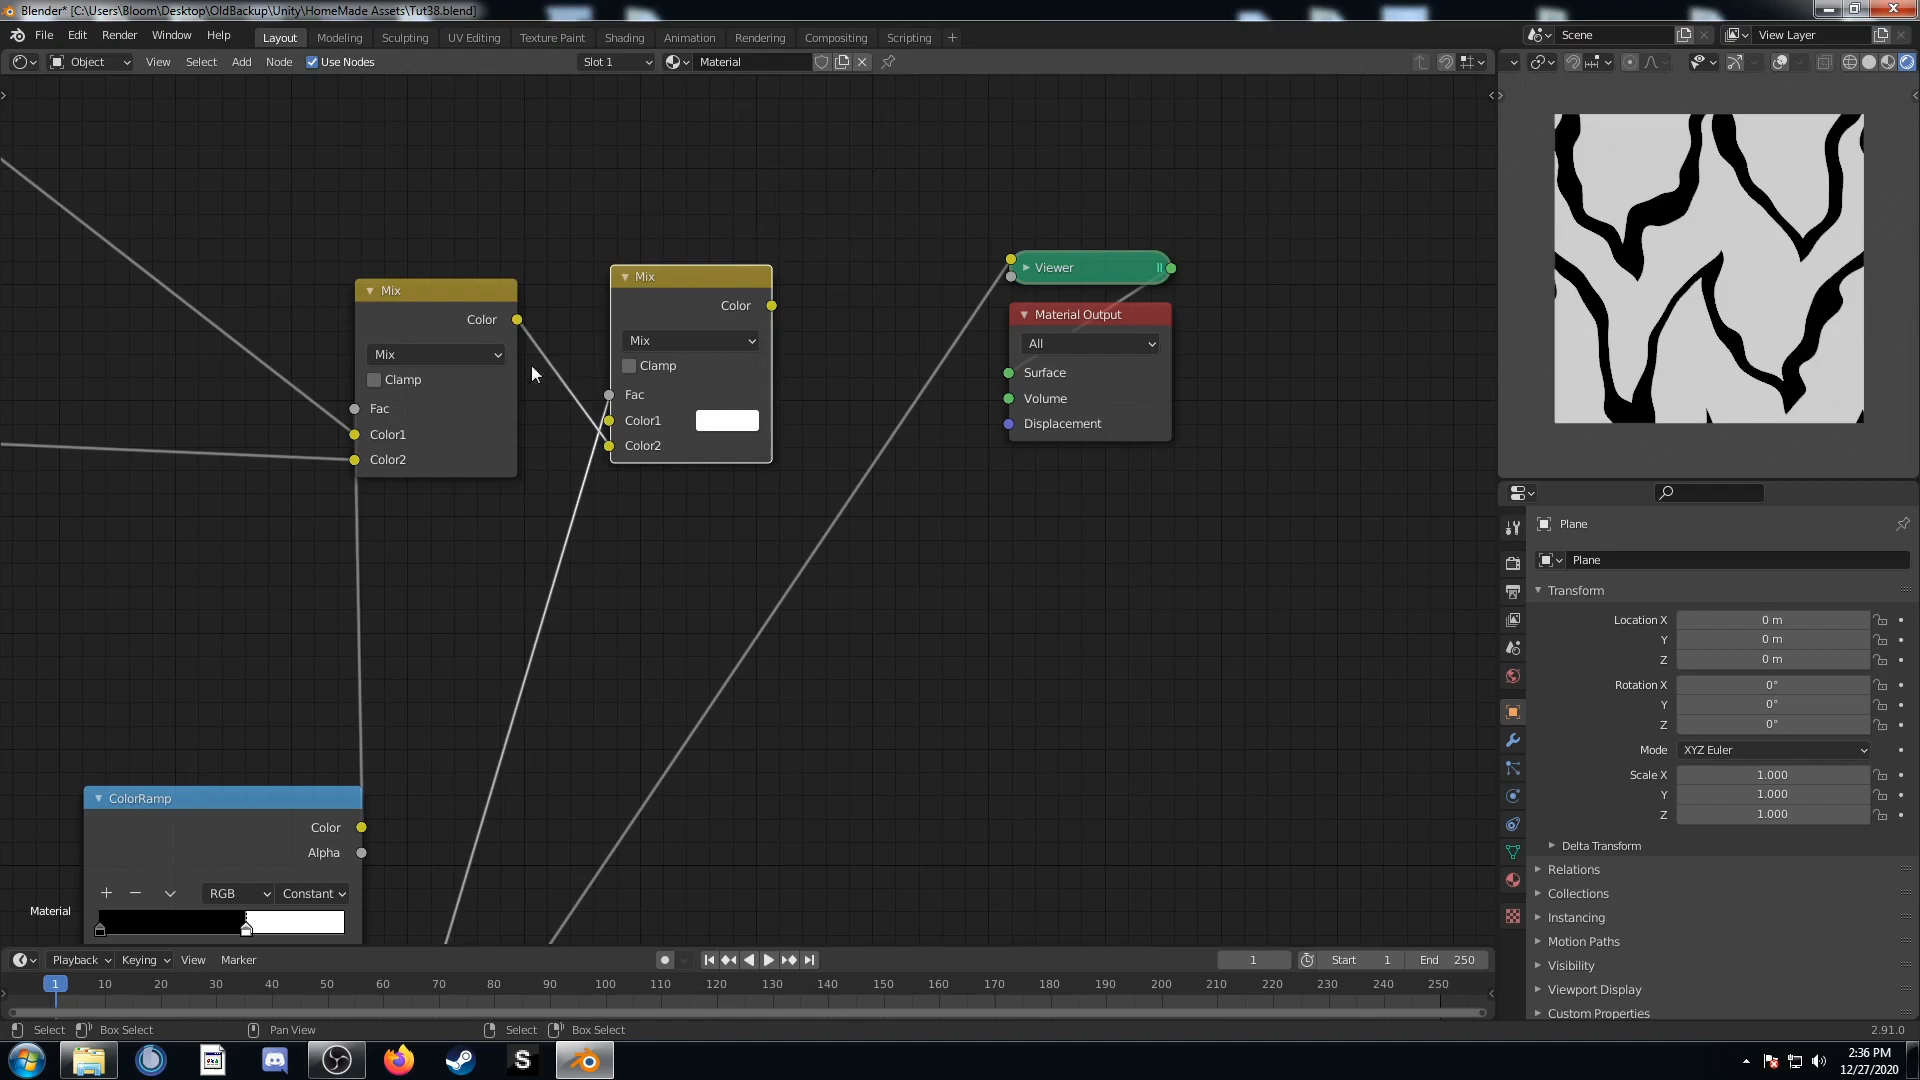 Blender* [C:\Users\Bloom\Desktop\OldBackup\Unity\HomeMade Assets\Tut38.blend]
File Edit Render Window Help Layout Modeling Sculpting UV Editing Texture Paint Shading Animation Rendering Compositing Scripting Scene View Layer
Object View Select Add Node Use Nodes Slot 1 Material
Viewer
Mix
Color
Mix
Clamp
Fac
Color1
Color2
Mix
Color
Mix
Clamp
Fac
Color1
Color2
Material Output
All
Surface
Volume
Displacement
ColorRamp
Color
Alpha
RGB Constant
Material
Plane
Plane
Transform
Location X 0 m
Y 0 m
Z 0 m
Rotation X 0°
Y 0°
Z 0°
Mode XYZ Euler
Scale X 1.000
Y 1.000
Z 1.000
Delta Transform
Relations
Collections
Instancing
Motion Paths
Visibility
Viewport Display
Custom Properties
Playback Keying View Marker 1 Start 1 End 250
1 10 20 30 40 50 60 70 80 90 100 110 120 130 140 150 160 170 180 190 200 210 220 230 240 250
Select Box Select Pan View Select Box Select 2.91.0
S
2:36 PM
12/27/2020